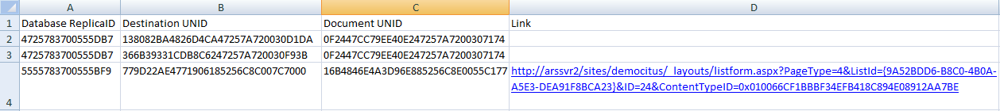 A B C D
1 Database ReplicaID Destination UNID Document UNID Link
2 4725783700555DB7 138082BA4826D4CA47257A720030D1DA 0F2447CC79EE40E247257A7200307174
3 4725783700555DB7 366B39331CDB8C6247257A720030F93B 0F2447CC79EE40E247257A7200307174
5555783700555BF9 779D22AE4771906185256C8C007C7000 16B4846E4A3D96E885256C8E0055C177 http://arssvr2/sites/democitus/_layouts/listform.aspx?PageType=4&ListId={9A52BDD6-B8C0-4B0A-
A5E3-DEA91F8BCA23}&ID=24&ContentTypeID=0x010066CF1BBBF34EFB418C894E08912AA7BE
4